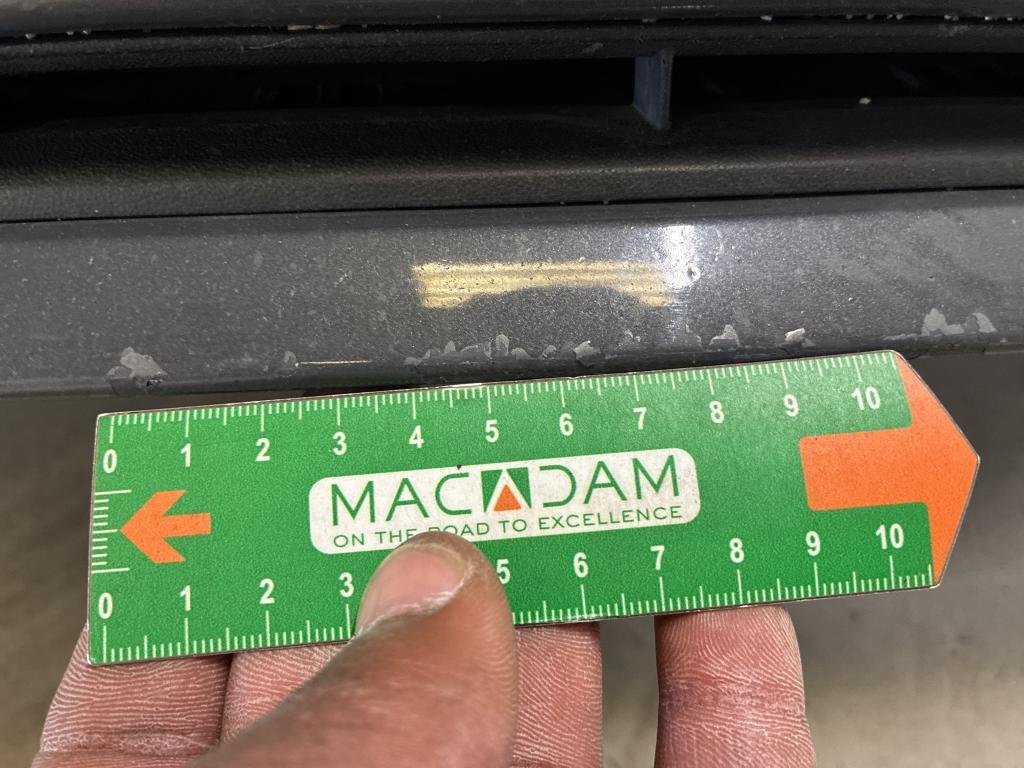 0 1 2 3 4 5 6 7 8 9 10
MACADAM
ON THE ROAD TO EXCELLENCE
0 1 2 3 5 6 7 8 9 10